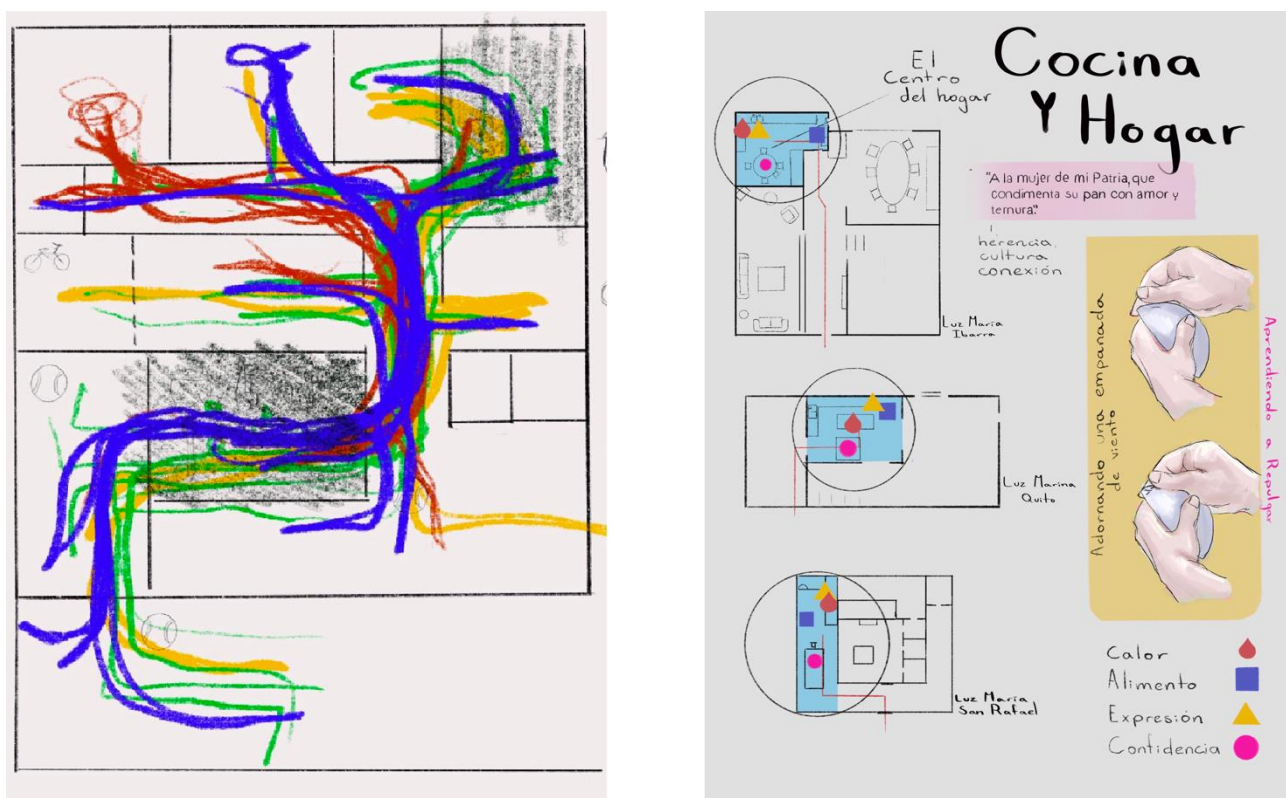 Cocina
Y Hogar
El
Centro
del hogar
"A la mujer de mi Patria, que
condimenta su pan con amor y
ternura."
herencia
cultura
conexión
Luz María
Ibarra
Luz Marina
Quito
Luz María
San Rafael
Adornando una empanada
de viento
Aprendiendo a Repulgar
Calor
Alimento
Expresión
Confidencia